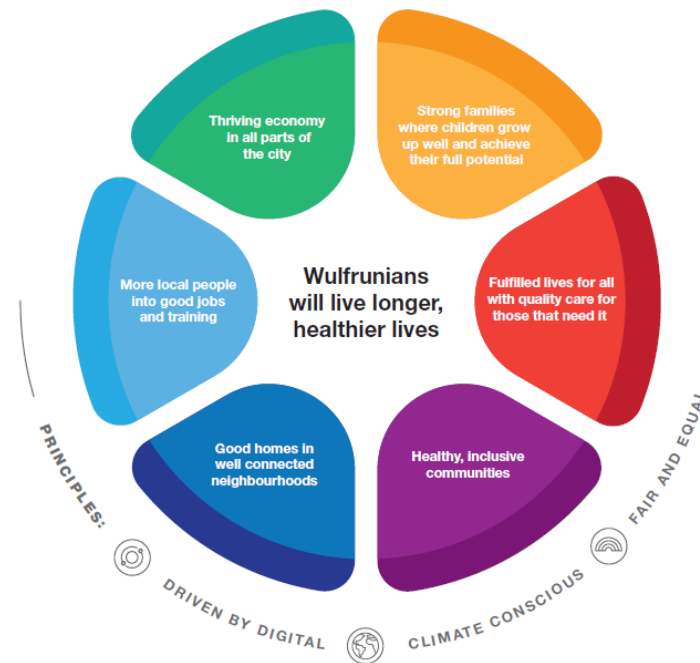 Thriving economy
in all parts of
the city
Strong families
where children grow
up well and achieve
their full potential
More local people
into good jobs
and training
Wulfrunians
will live longer,
healthier lives
Fulfilled lives for all
with quality care for
those that need it
Good homes in
well connected
neighbourhoods
Healthy, inclusive
communities
PRINCIPLES:
DRIVEN BY DIGITAL
CLIMATE CONSCIOUS
FAIR AND EQUAL